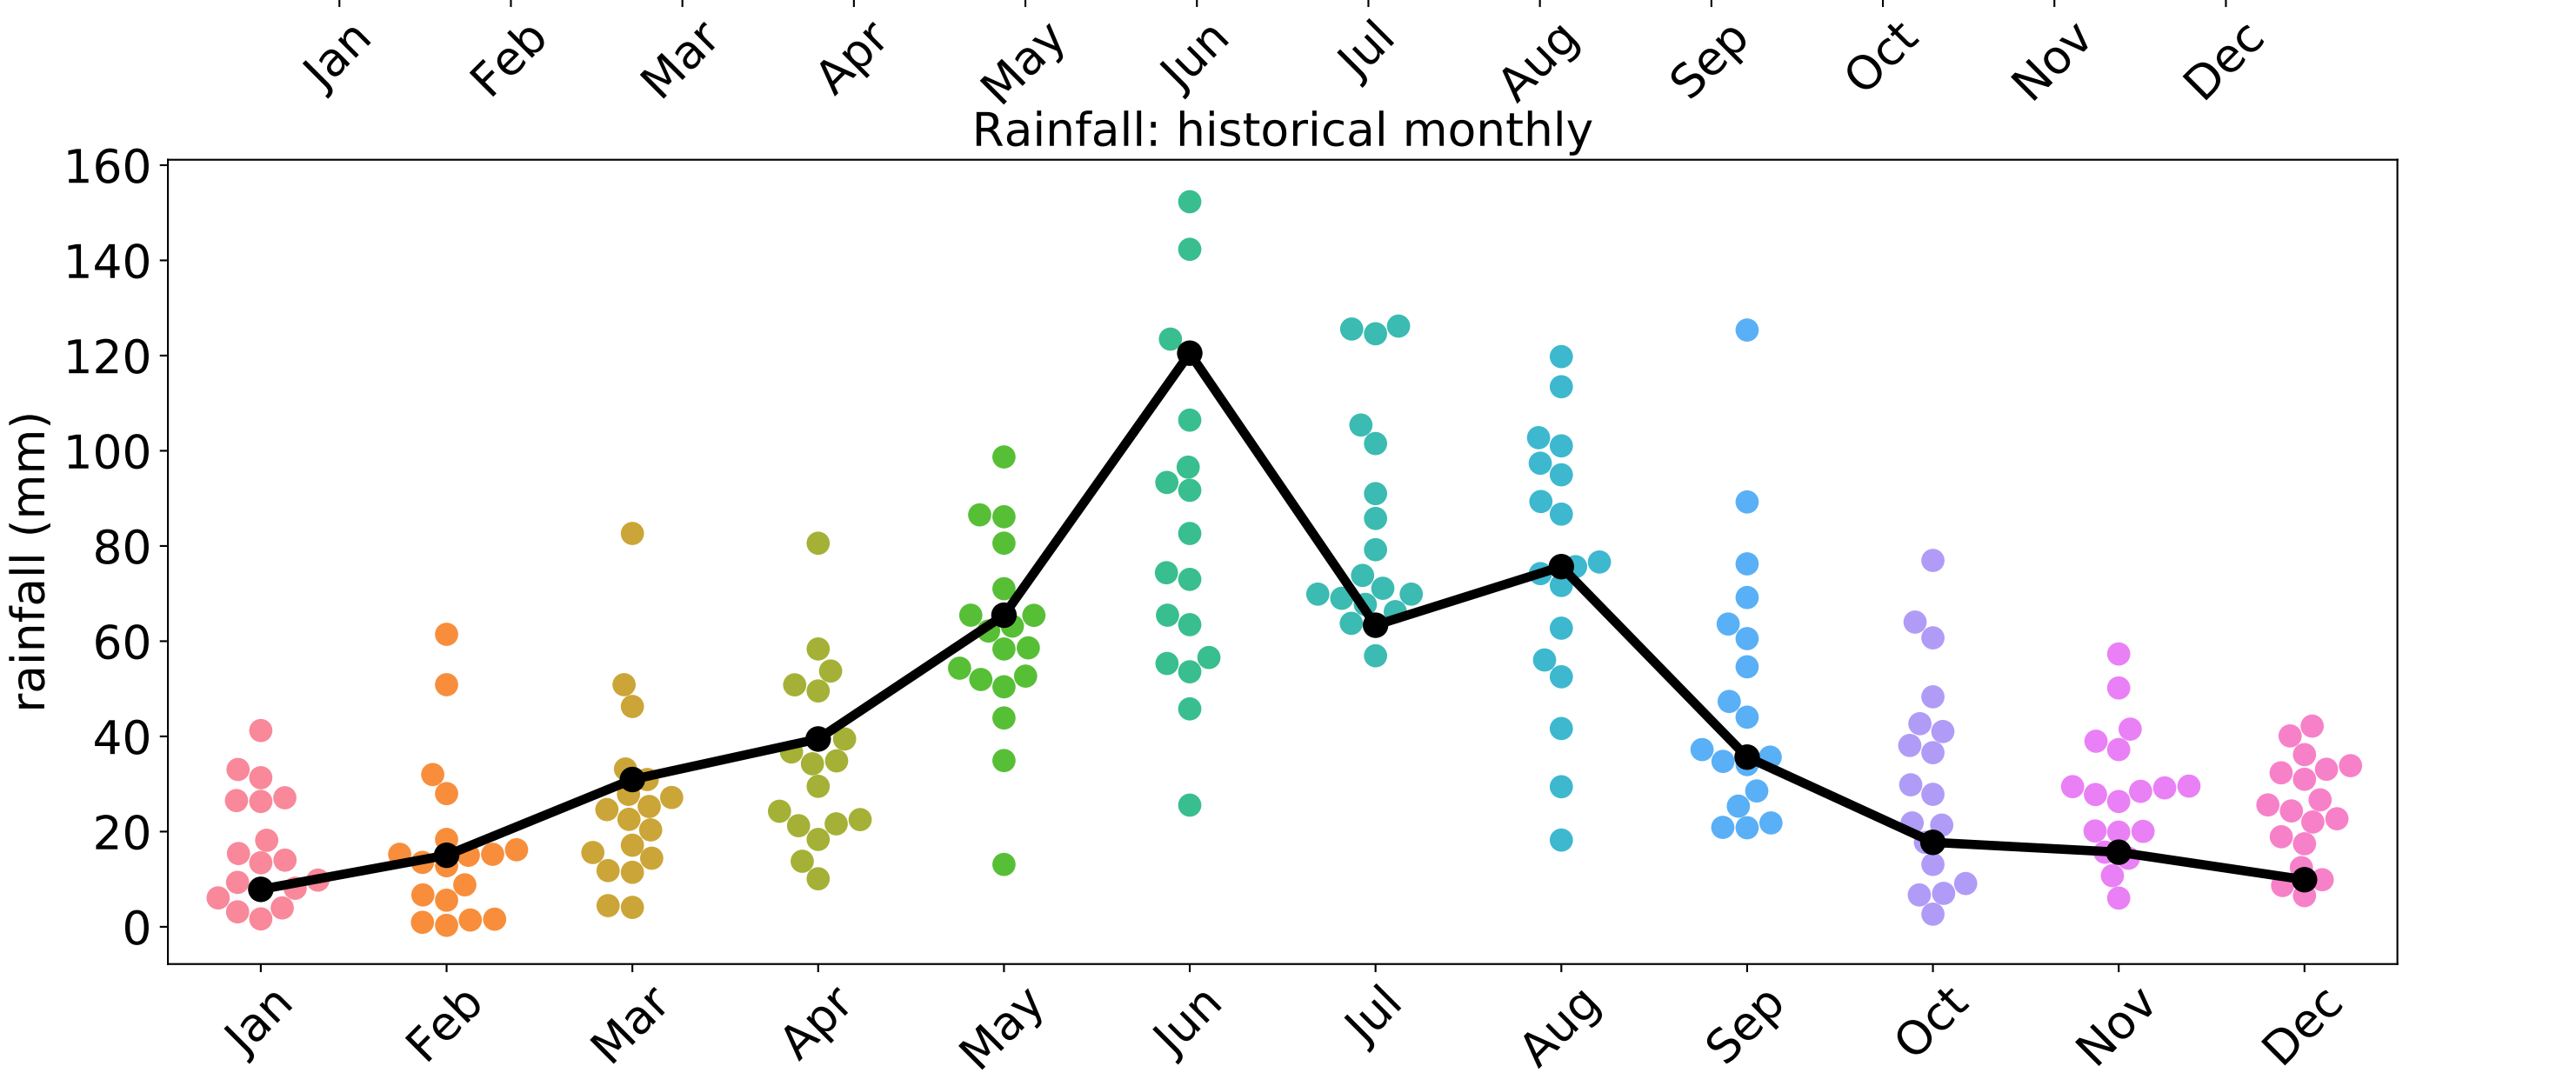 Jan Feb Mar Apr May Jun Jul Aug Sep Oct Nov Dec
Rainfall: historical monthly
rainfall (mm)
160
140
120
100
80
60
40
20
0
Jan Feb Mar Apr May Jun Jul Aug Sep Oct Nov Dec